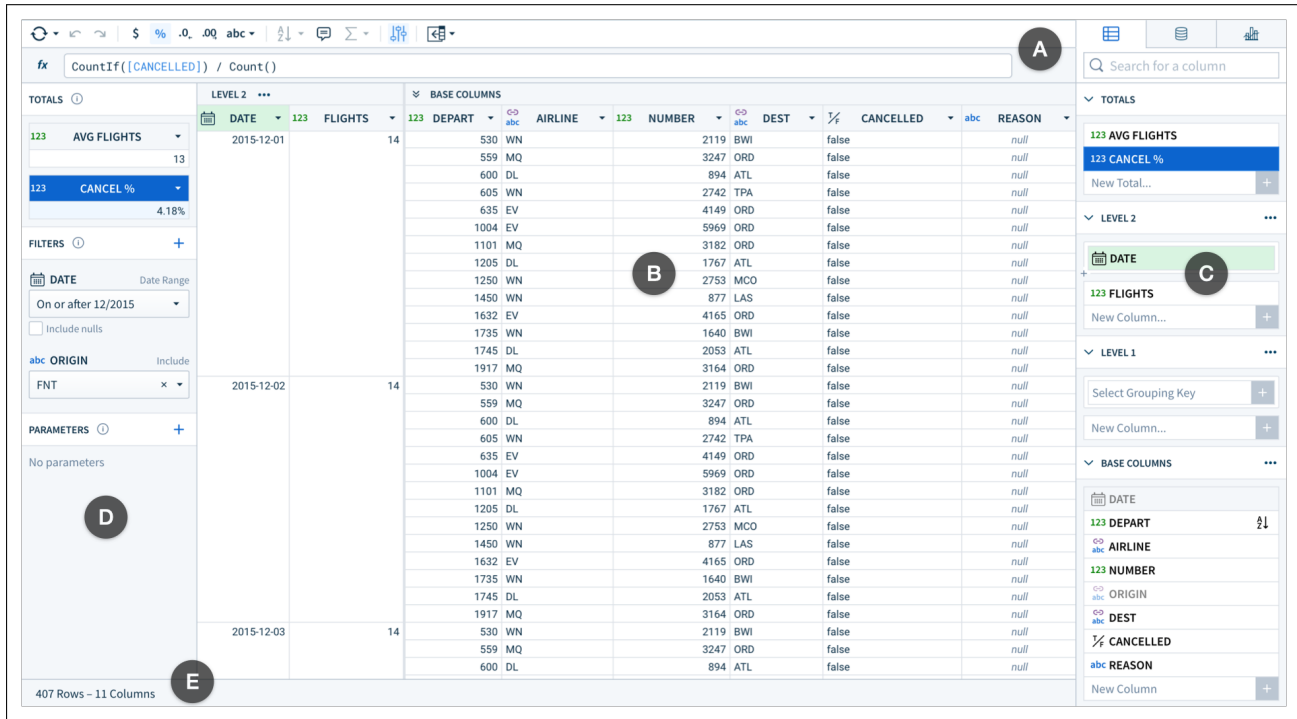 $ % .0 .00 abc
A
fx CountIf([CANCELLED]) / Count()
Search for a column
TOTALS
123 AVG FLIGHTS
13
123 CANCEL %
4.18%
FILTERS
DATE Date Range
On or after 12/2015
Include nulls
abc ORIGIN Include
FNT
PARAMETERS
No parameters
D
LEVEL 2 ••• BASE COLUMNS
DATE 123 FLIGHTS 123 DEPART abc AIRLINE 123 NUMBER abc DEST T/F CANCELLED abc REASON
2015-12-01 14 530 WN 2119 BWI false null
559 MQ 3247 ORD false null
600 DL 894 ATL false null
605 WN 2742 TPA false null
635 EV 4149 ORD false null
1004 EV 5969 ORD false null
1101 MQ 3182 ORD false null
1205 DL 1767 ATL false null
1250 WN 2753 MCO false null
1450 WN 877 LAS false null
1632 EV 4165 ORD false null
1735 WN 1640 BWI false null
1745 DL 2053 ATL false null
1917 MQ 3164 ORD false null
2015-12-02 14 530 WN 2119 BWI false null
559 MQ 3247 ORD false null
600 DL 894 ATL false null
605 WN 2742 TPA false null
635 EV 4149 ORD false null
1004 EV 5969 ORD false null
1101 MQ 3182 ORD false null
1205 DL 1767 ATL false null
1250 WN 2753 MCO false null
1450 WN 877 LAS false null
1632 EV 4165 ORD false null
1735 WN 1640 BWI false null
1745 DL 2053 ATL false null
1917 MQ 3164 ORD false null
2015-12-03 14 530 WN 2119 BWI false null
559 MQ 3247 ORD false null
600 DL 894 ATL false null
B
TOTALS
123 AVG FLIGHTS
123 CANCEL %
New Total... +
LEVEL 2 •••
DATE
C
123 FLIGHTS
New Column... +
LEVEL 1 •••
Select Grouping Key +
New Column... +
BASE COLUMNS •••
DATE
123 DEPART
abc AIRLINE
123 NUMBER
abc ORIGIN
abc DEST
T/F CANCELLED
abc REASON
New Column +
E
407 Rows – 11 Columns